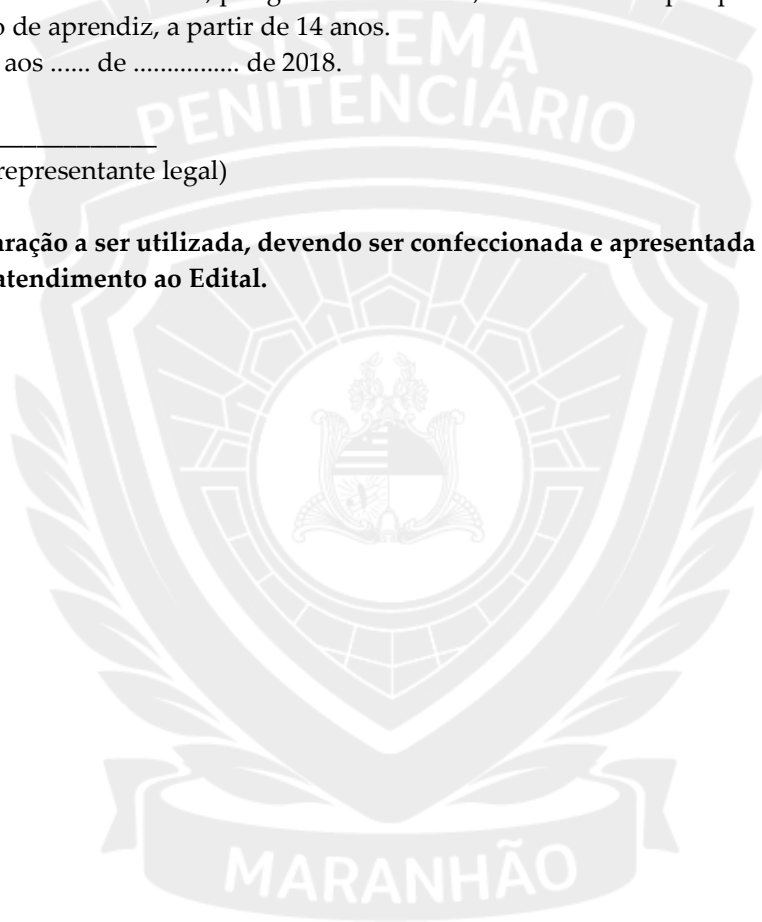 o de aprendiz, a partir de 14 anos.
aos ...... de ............... de 2018.
SISTEMA
PENITENCIÁRIO
representante legal)
aração a ser utilizada, devendo ser confeccionada e apresentada
atendimento ao Edital.
MARANHÃO